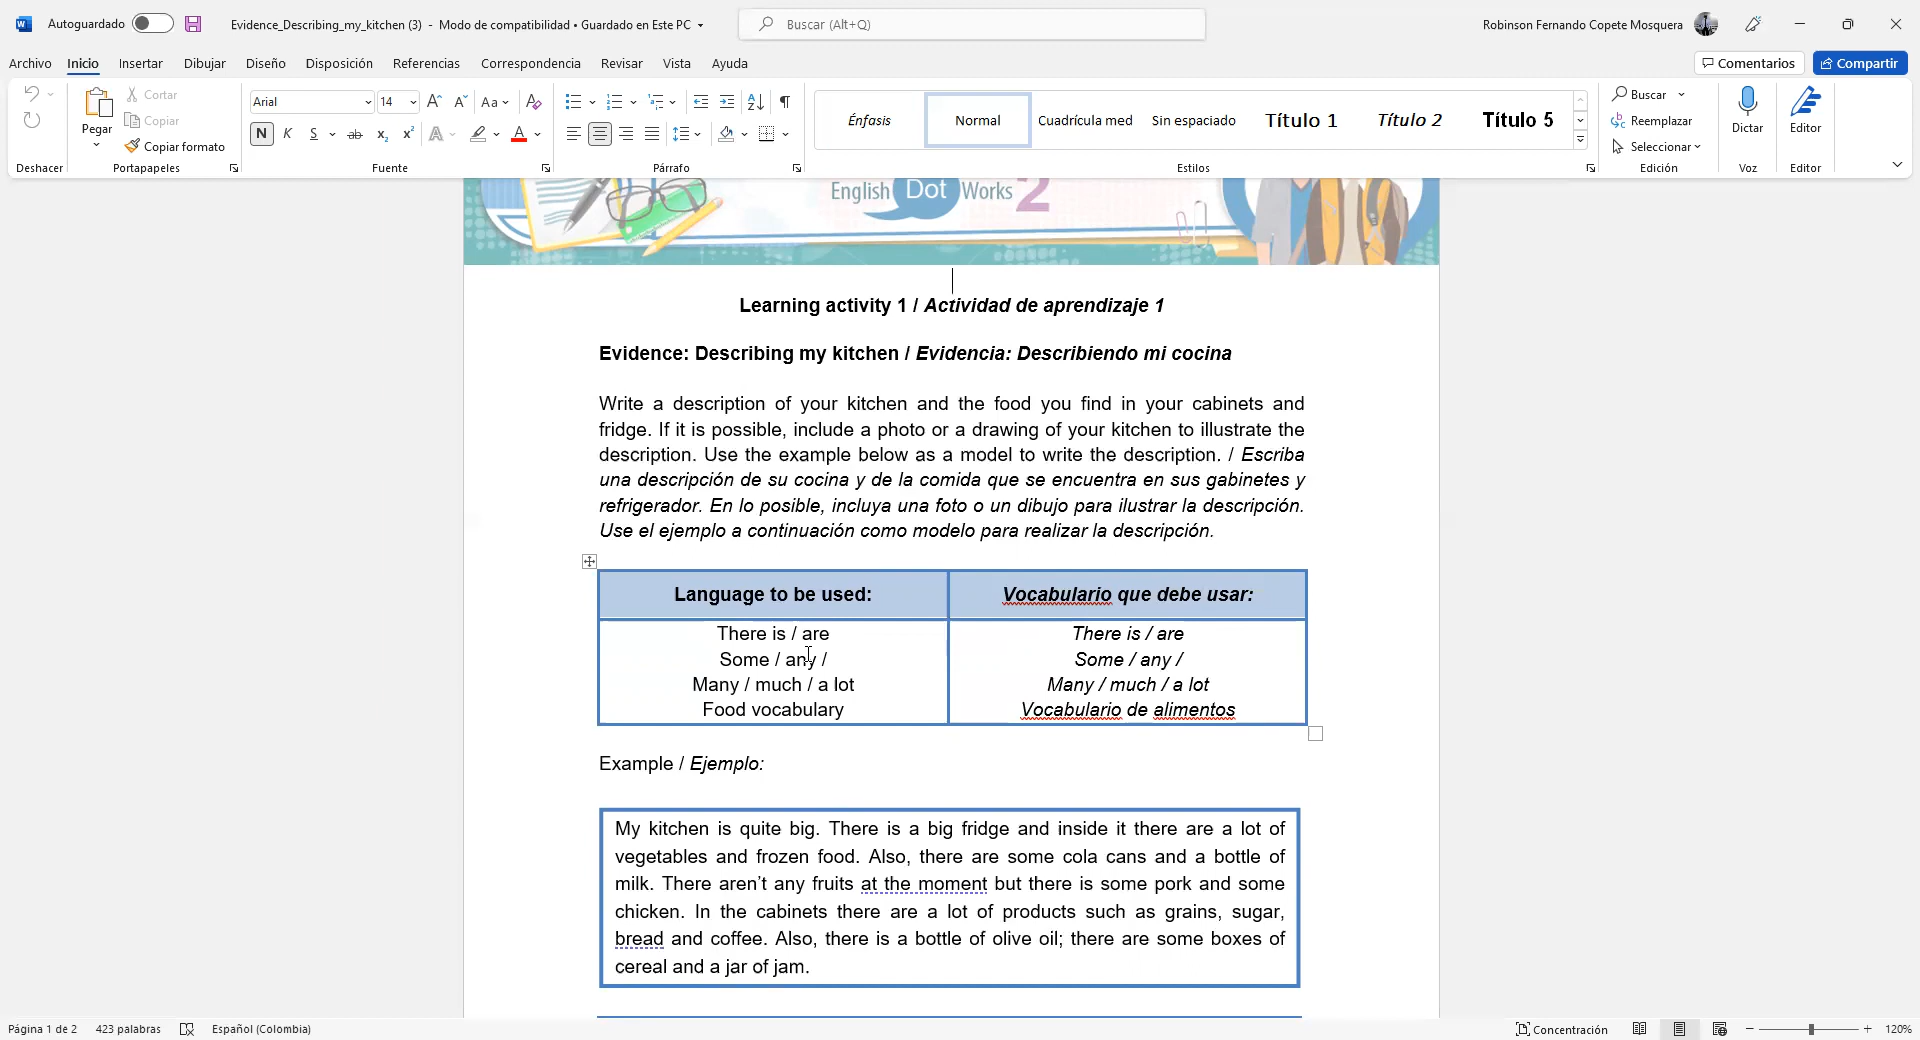 Autoguardado
Evidence_Describing_my_kitchen (3) - Modo de compatibilidad • Guardado en Este PC
Buscar (Alt+Q)
Robinson Fernando Copete Mosquera
Archivo Inicio Insertar Dibujar Diseño Disposición Referencias Correspondencia Revisar Vista Ayuda
Comentarios Compartir
Deshacer
Pegar
Cortar
Copiar
Copiar formato
Portapapeles
Arial 14
N K S ab x₂ x² A A
Aa
Fuente
Párrafo
Énfasis Normal Cuadrícula med Sin espaciado Título 1 Título 2 Título 5
Estilos
Buscar
Reemplazar
Seleccionar
Edición
Dictar
Voz
Editor
Editor
English Dot Works 2
Learning activity 1 / Actividad de aprendizaje 1
Evidence: Describing my kitchen / Evidencia: Describiendo mi cocina
Write a description of your kitchen and the food you find in your cabinets and
fridge. If it is possible, include a photo or a drawing of your kitchen to illustrate the
description. Use the example below as a model to write the description. / Escriba
una descripción de su cocina y de la comida que se encuentra en sus gabinetes y
refrigerador. En lo posible, incluya una foto o un dibujo para ilustrar la descripción.
Use el ejemplo a continuación como modelo para realizar la descripción.
Language to be used:
There is / are
Some / any /
Many / much / a lot
Food vocabulary
Vocabulario que debe usar:
There is / are
Some / any /
Many / much / a lot
Vocabulario de alimentos
Example / Ejemplo:
My kitchen is quite big. There is a big fridge and inside it there are a lot of
vegetables and frozen food. Also, there are some cola cans and a bottle of
milk. There aren’t any fruits at the moment but there is some pork and some
chicken. In the cabinets there are a lot of products such as grains, sugar,
bread and coffee. Also, there is a bottle of olive oil; there are some boxes of
cereal and a jar of jam.
Página 1 de 2 423 palabras Español (Colombia)
Concentración
120%